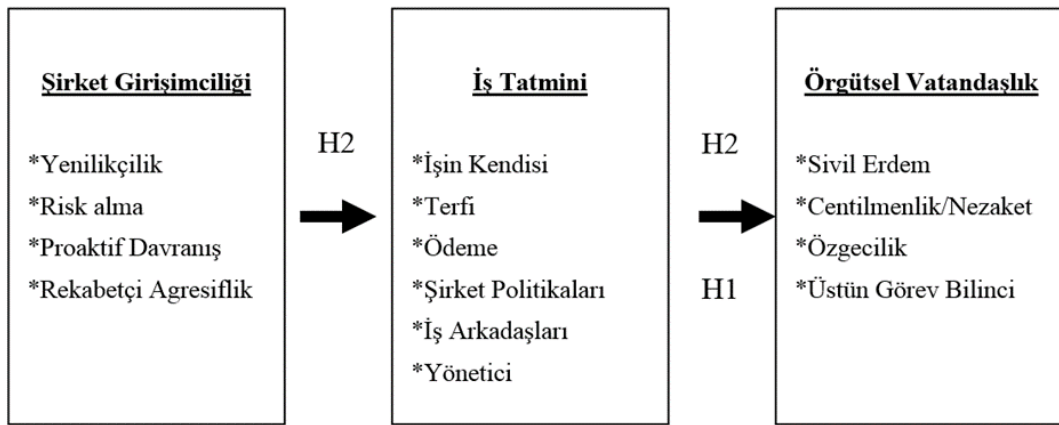 Şirket Girişimciliği
*Yenilikçilik
*Risk alma
*Proaktif Davranış
*Rekabetçi Agresiflik
H2
İş Tatmini
*İşin Kendisi
*Terfi
*Ödeme
*Şirket Politikaları
*İş Arkadaşları
*Yönetici
H2
H1
Örgütsel Vatandaşlık
*Sivil Erdem
*Centilmenlik/Nezaket
*Özgecilik
*Üstün Görev Bilinci